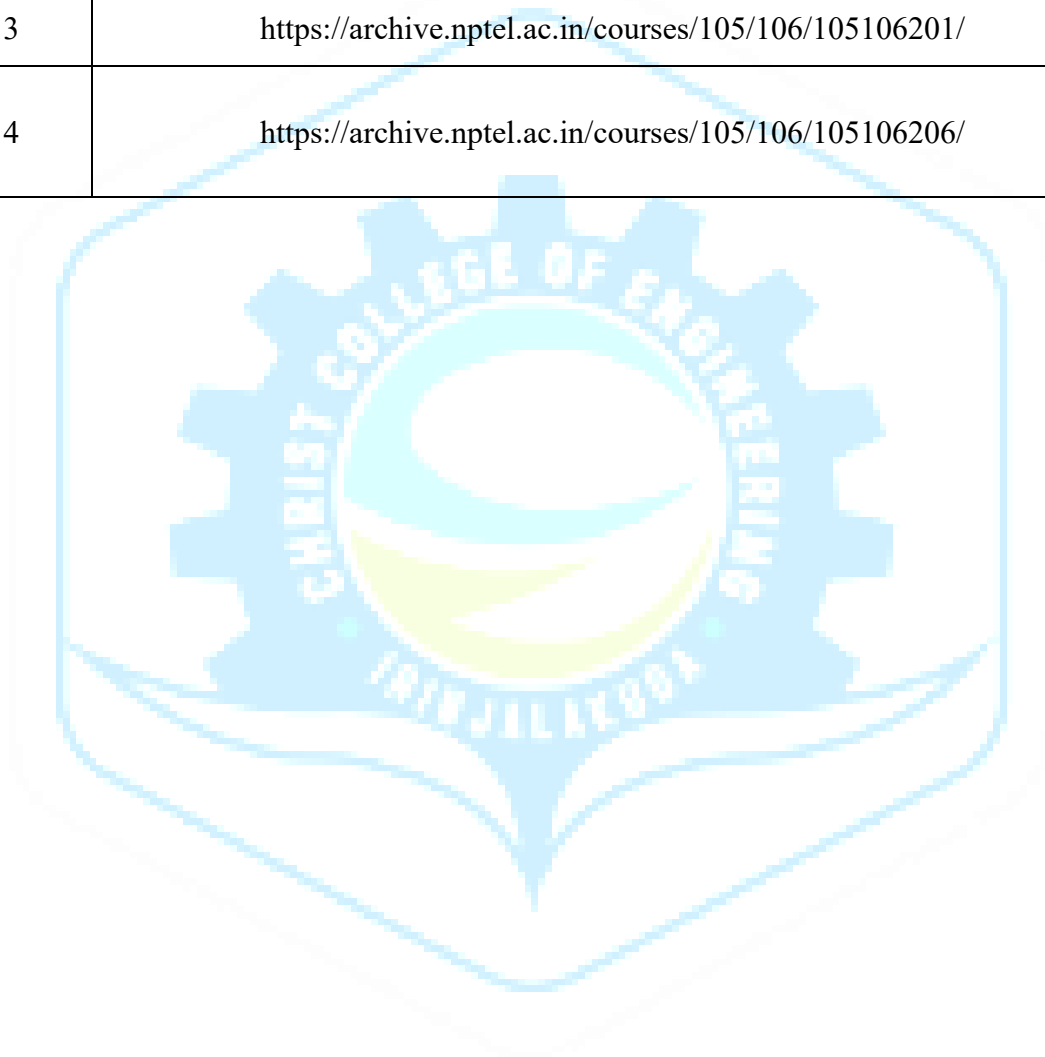 3 https://archive.nptel.ac.in/courses/105/106/105106201/
4 https://archive.nptel.ac.in/courses/105/106/105106206/
CHRIST COLLEGE OF ENGINEERING
IRINJALAKUDA